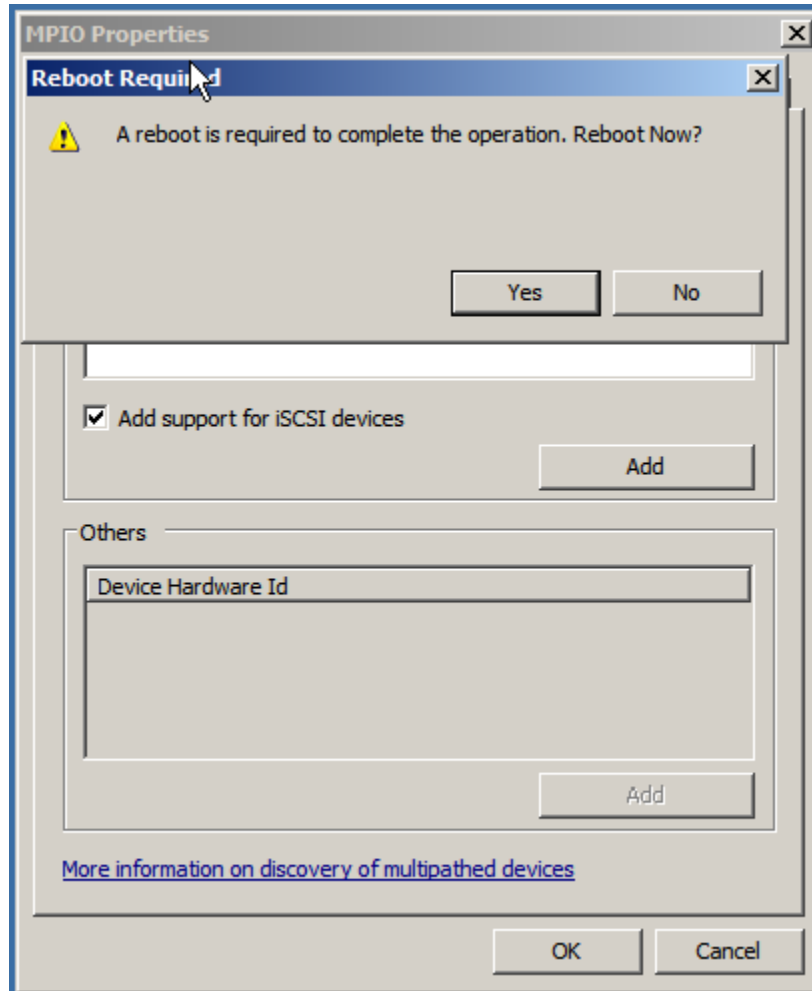 MPIO Properties
Reboot Required
A reboot is required to complete the operation. Reboot Now?
Yes
No
Add support for iSCSI devices
Add
Others
Device Hardware Id
Add
More information on discovery of multipathed devices
OK
Cancel